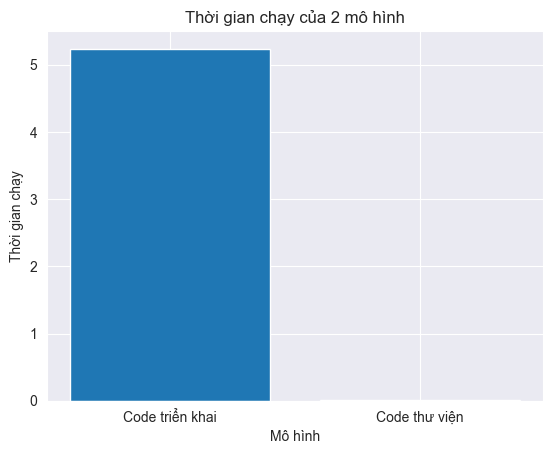 Thời gian chạy của 2 mô hình
Thời gian chạy
5
4
3
2
1
0
Code triển khai
Code thư viện
Mô hình